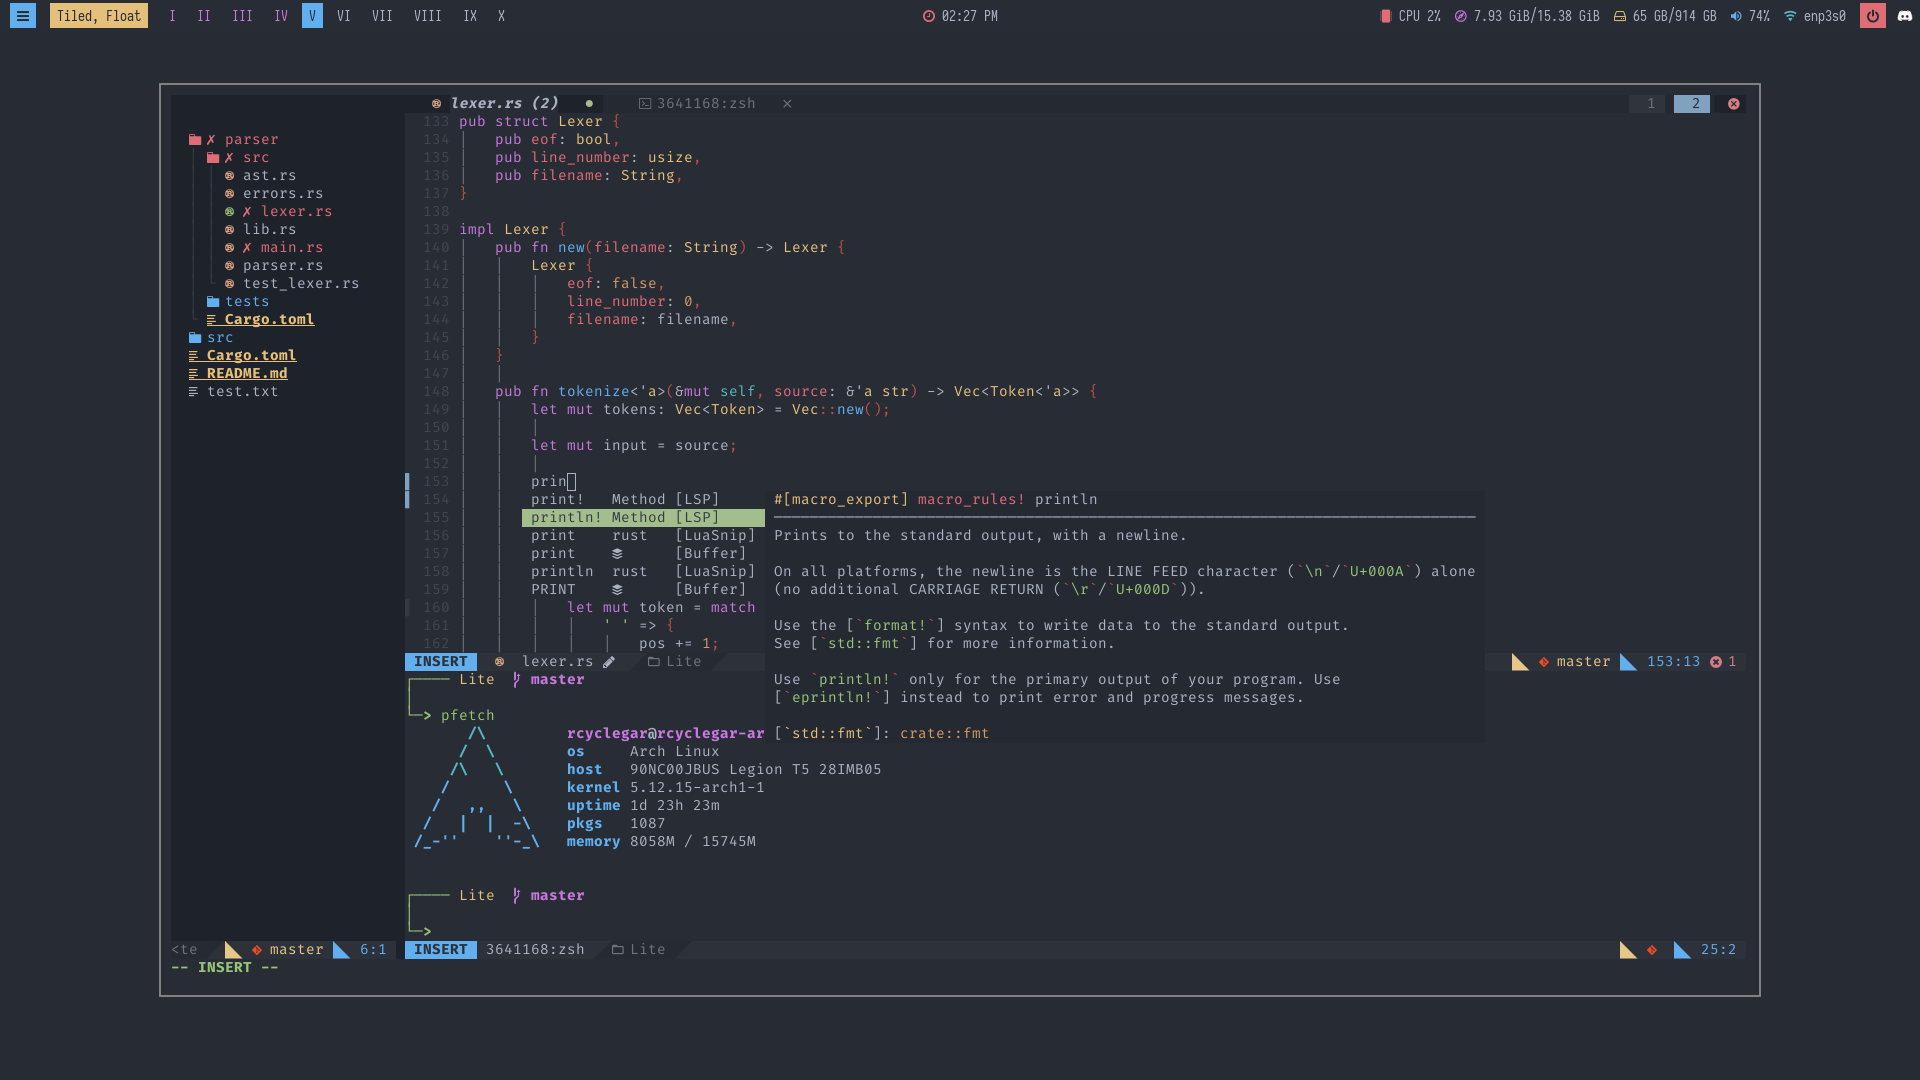 Tiled, Float I II III IV V VI VII VIII IX X 02:27 PM CPU 2% 7.93 GiB/15.38 GiB 65 GB/914 GB 74% enp3s0
lexer.rs (2) 3641168:zsh × 1 2
✗ parser
✗ src
ast.rs
errors.rs
✗ lexer.rs
lib.rs
✗ main.rs
parser.rs
test_lexer.rs
tests
Cargo.toml
src
Cargo.toml
README.md
test.txt
133 pub struct Lexer {
134 pub eof: bool,
135 pub line_number: usize,
136 pub filename: String,
137 }
138
139 impl Lexer {
140 pub fn new(filename: String) -> Lexer {
141 Lexer {
142 eof: false,
143 line_number: 0,
144 filename: filename,
145 }
146 }
147
148 pub fn tokenize<'a>(&mut self, source: &'a str) -> Vec<Token<'a>> {
149 let mut tokens: Vec<Token> = Vec::new();
150
151 let mut input = source;
152
153 prin
154 print! Method [LSP]
155 println! Method [LSP]
156 print rust [LuaSnip]
157 print [Buffer]
158 println rust [LuaSnip]
159 PRINT [Buffer]
160 let mut token = match
161 ' ' => {
162 pos += 1;
#[macro_export] macro_rules! println
Prints to the standard output, with a newline.
On all platforms, the newline is the LINE FEED character (`\n`/`U+000A`) alone
(no additional CARRIAGE RETURN (`\r`/`U+000D`)).
Use the [`format!`] syntax to write data to the standard output.
See [`std::fmt`] for more information.
Use `println!` only for the primary output of your program. Use
[`eprintln!`] instead to print error and progress messages.
[`std::fmt`]: crate::fmt
INSERT lexer.rs Lite master 153:13 1
Lite master
> pfetch
/\
/ \
/\ \
/ \
/ ,, \
/ | | -\
/_-'' ''-_\
rcyclegar@rcyclegar-ar
os Arch Linux
host 90NC00JBUS Legion T5 28IMB05
kernel 5.12.15-arch1-1
uptime 1d 23h 23m
pkgs 1087
memory 8058M / 15745M
Lite master
>
<te master 6:1 INSERT 3641168:zsh Lite 25:2
-- INSERT --